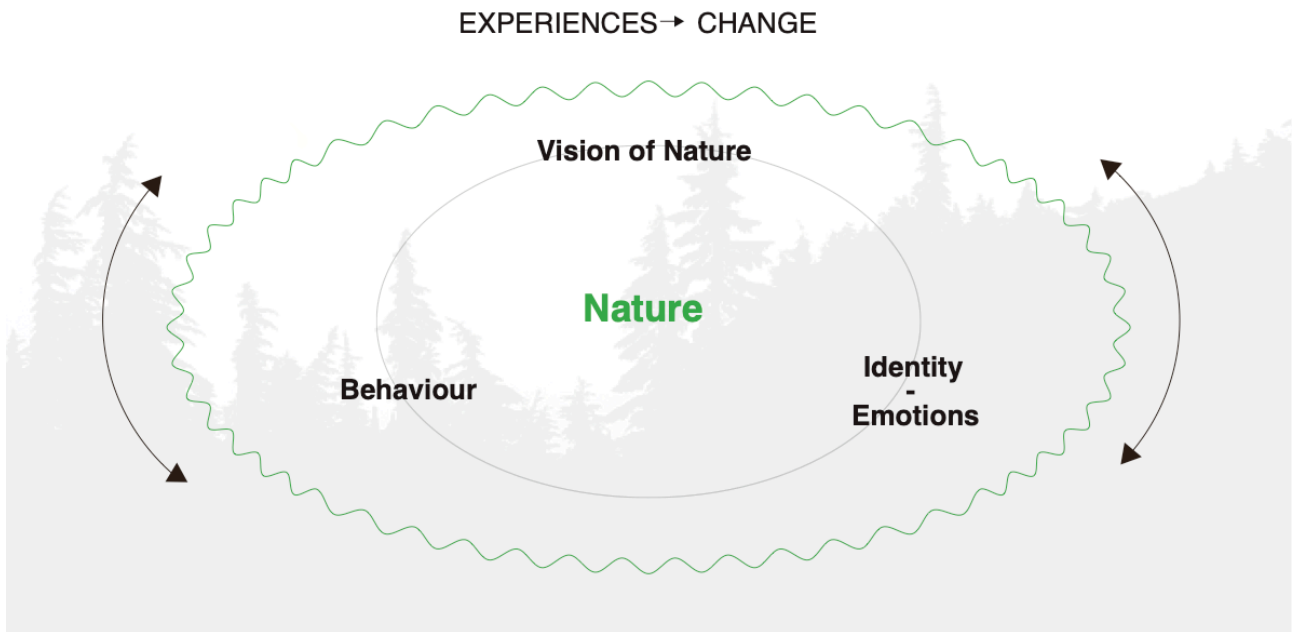 EXPERIENCES→ CHANGE
Vision of Nature
Nature
Behaviour
Identity
-
Emotions